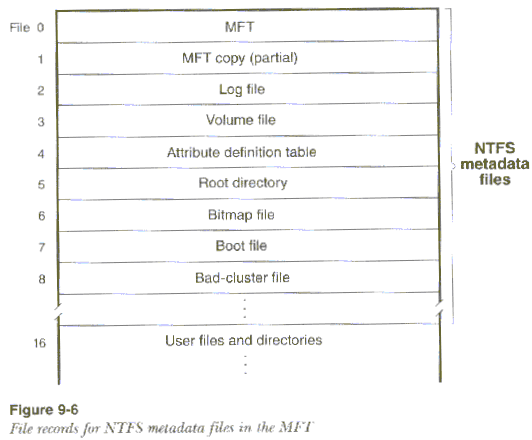 File 0 MFT
1 MFT copy (partial)
2 Log file
3 Volume file
4 Attribute definition table
5 Root directory
6 Bitmap file
7 Boot file
8 Bad-cluster file
16 User files and directories
NTFS
metadata
files
Figure 9-6
File records for NTFS metadata files in the MFT